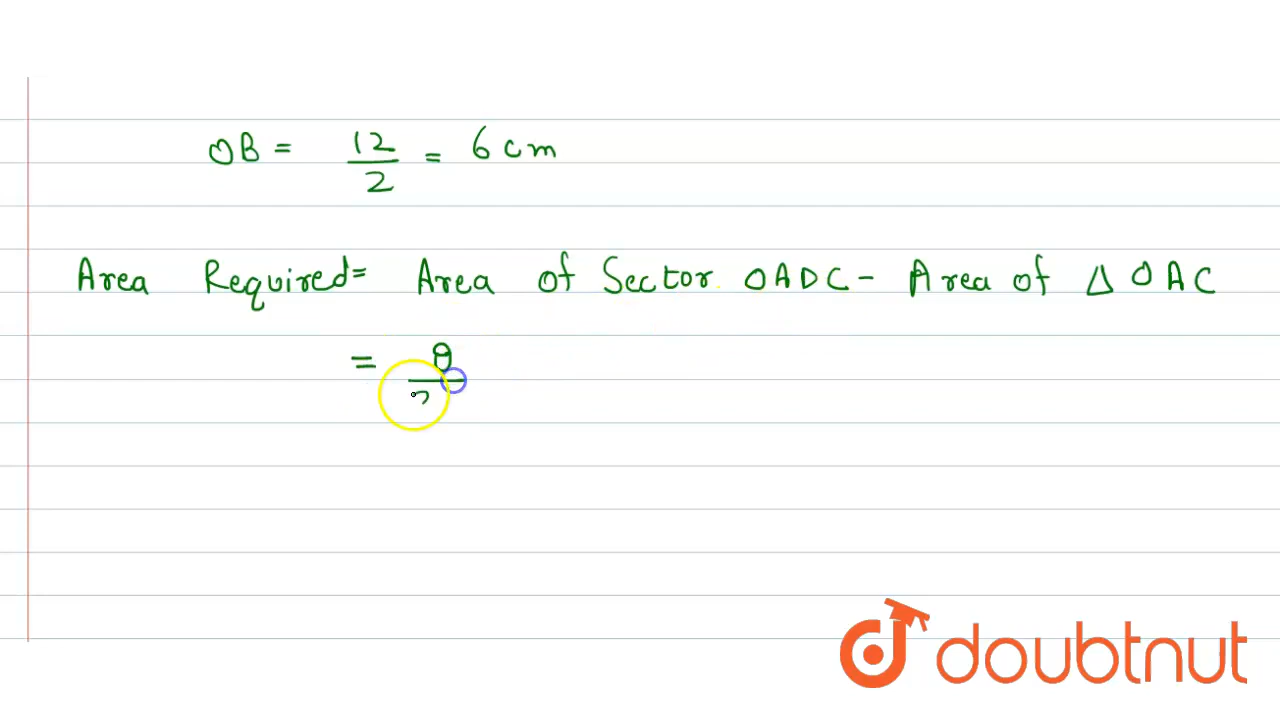 OB = 12/2 = 6 cm
Area Required = Area of Sector OADC - Area of Δ OAC
= θ
doubtnut